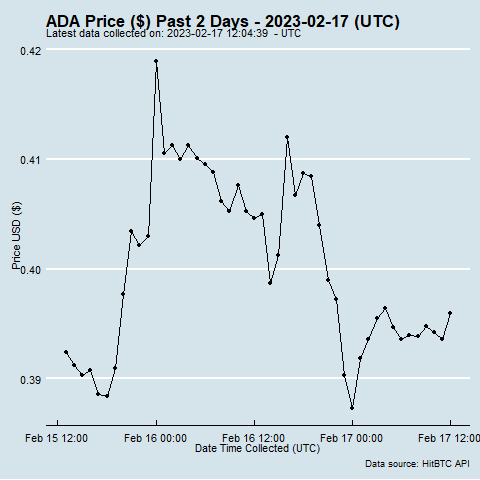 ADA Price ($) Past 2 Days - 2023-02-17 (UTC)
Latest data collected on: 2023-02-17 12:04:39 - UTC
0.42
0.41
0.40
0.39
Price USD ($)
Feb 15 12:00 Feb 16 00:00 Feb 16 12:00 Feb 17 00:00 Feb 17 12:00
Date Time Collected (UTC)
Data source: HitBTC API